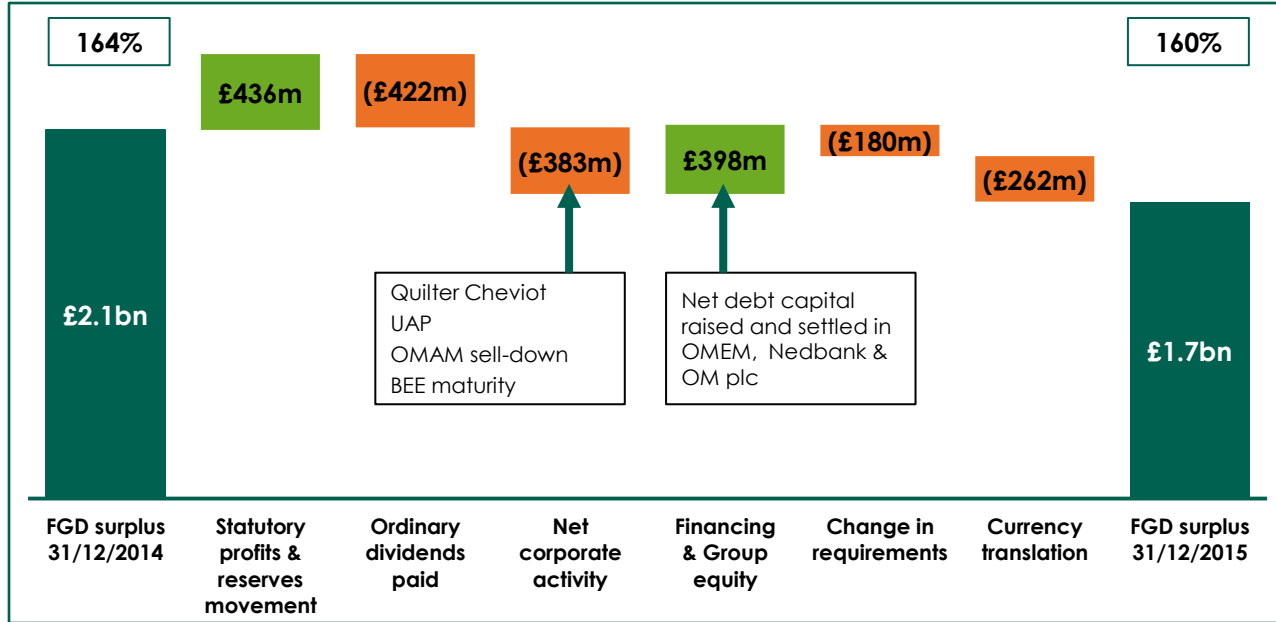 164%
160%
£436m
(£422m)
(£383m)
£398m
(£180m)
(£262m)
£2.1bn
£1.7bn
Quilter Cheviot
UAP
OMAM sell-down
BEE maturity
Net debt capital
raised and settled in
OMEM, Nedbank &
OM plc
FGD surplus
31/12/2014
Statutory
profits &
reserves
movement
Ordinary
dividends
paid
Net
corporate
activity
Financing
& Group
equity
Change in
requirements
Currency
translation
FGD surplus
31/12/2015